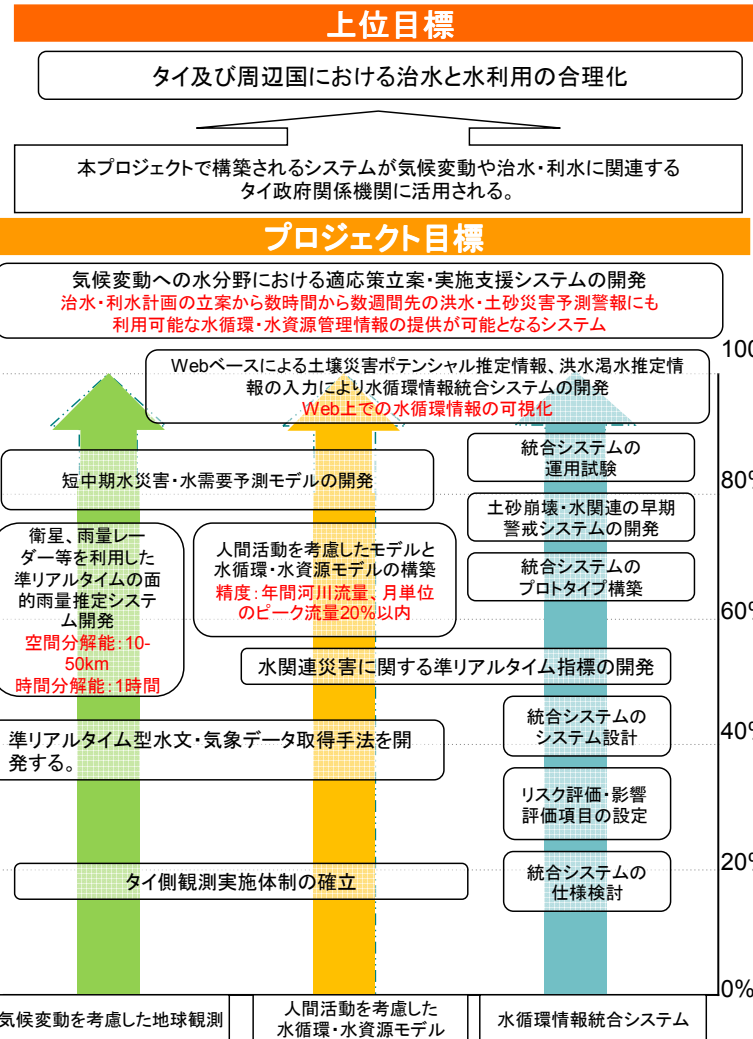 上位目標
タイ及び周辺国における治水と水利用の合理化
本プロジェクトで構築されるシステムが気候変動や治水・利水に関連する
タイ政府関係機関に活用される。
プロジェクト目標
気候変動への水分野における適応策立案・実施支援システムの開発
治水・利水計画の立案から数時間から数週間先の洪水・土砂災害予測警報にも
利用可能な水循環・水資源管理情報の提供が可能となるシステム
100
Webベースによる土壌災害ポテンシャル推定情報、洪水渇水推定情
報の入力により水循環情報統合システムの開発
Web上での水循環情報の可視化
統合システムの
運用試験
短中期水災害・水需要予測モデルの開発
80%
土砂崩壊・水関連の早期
警戒システムの開発
衛星、雨量レー
ダー等を利用した
準リアルタイムの面
的雨量推定システ
ム開発
空間分解能：10-
50km
時間分解能：1時間
人間活動を考慮したモデルと
水循環・水資源モデルの構築
精度：年間河川流量、月単位
のピーク流量20%以内
統合システムの
プロトタイプ構築
60%
水関連災害に関する準リアルタイム指標の開発
統合システムの
システム設計
準リアルタイム型水文・気象データ取得手法を開
発する。
40%
リスク評価・影響
評価項目の設定
20%
タイ側観測実施体制の確立
統合システムの
仕様検討
0%
気候変動を考慮した地球観測
人間活動を考慮した
水循環・水資源モデル
水循環情報統合システム